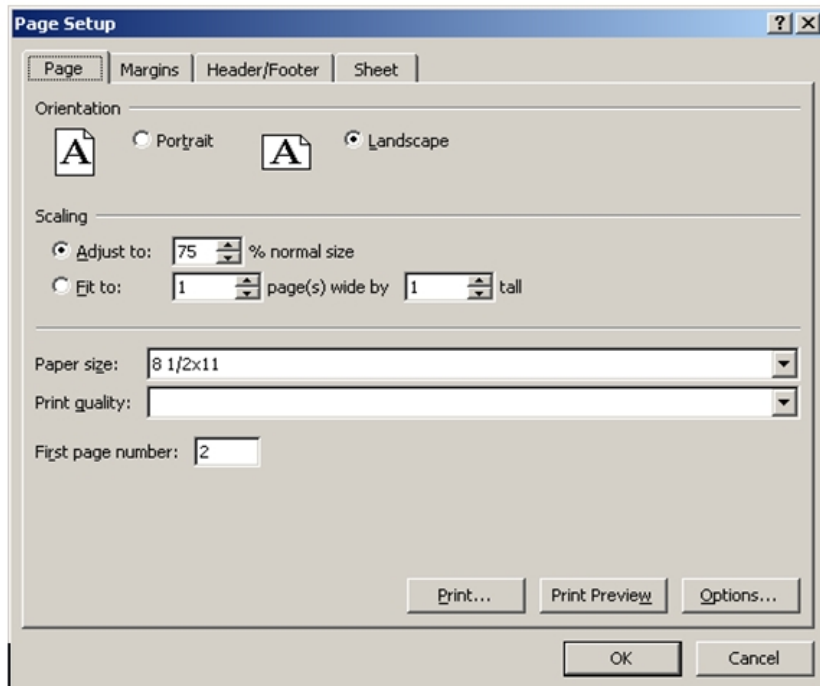 Page Setup
Page Margins Header/Footer Sheet
Orientation
A Portrait A Landscape
Scaling
Adjust to: 75 % normal size
Fit to: 1 page(s) wide by 1 tall
Paper size: 8 1/2x11
Print quality:
First page number: 2
Print... Print Preview Options...
OK Cancel